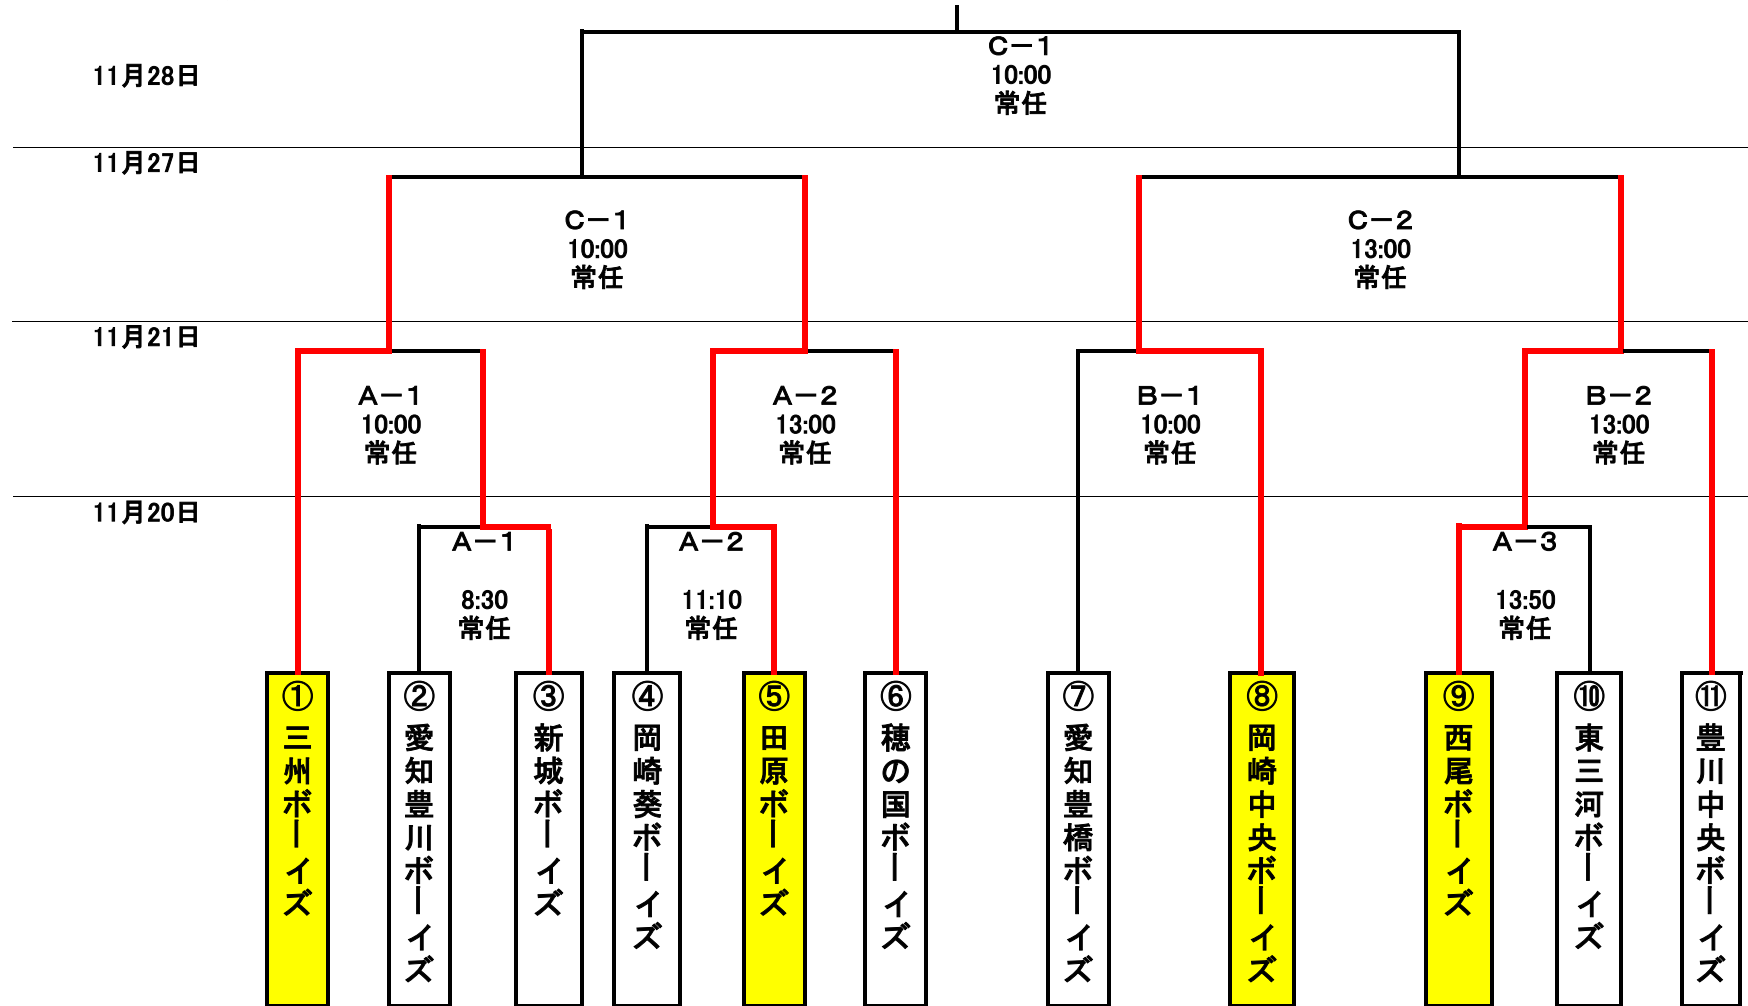 C－1
11月28日
10:00
常任
11月27日
C－1
10:00
常任
C－2
13:00
常任
11月21日
A－1
10:00
常任
A－2
13:00
常任
B－1
10:00
常任
B－2
13:00
常任
11月20日
A－1
8:30
常任
A－2
11:10
常任
A－3
13:50
常任
①三州ボーイズ
②愛知豊川ボーイズ
③新城ボーイズ
④岡崎葵ボーイズ
⑤田原ボーイズ
⑥穂の国ボーイズ
⑦愛知豊橋ボーイズ
⑧岡崎中央ボーイズ
⑨西尾ボーイズ
⑩東三河ボーイズ
⑪豊川中央ボーイズ